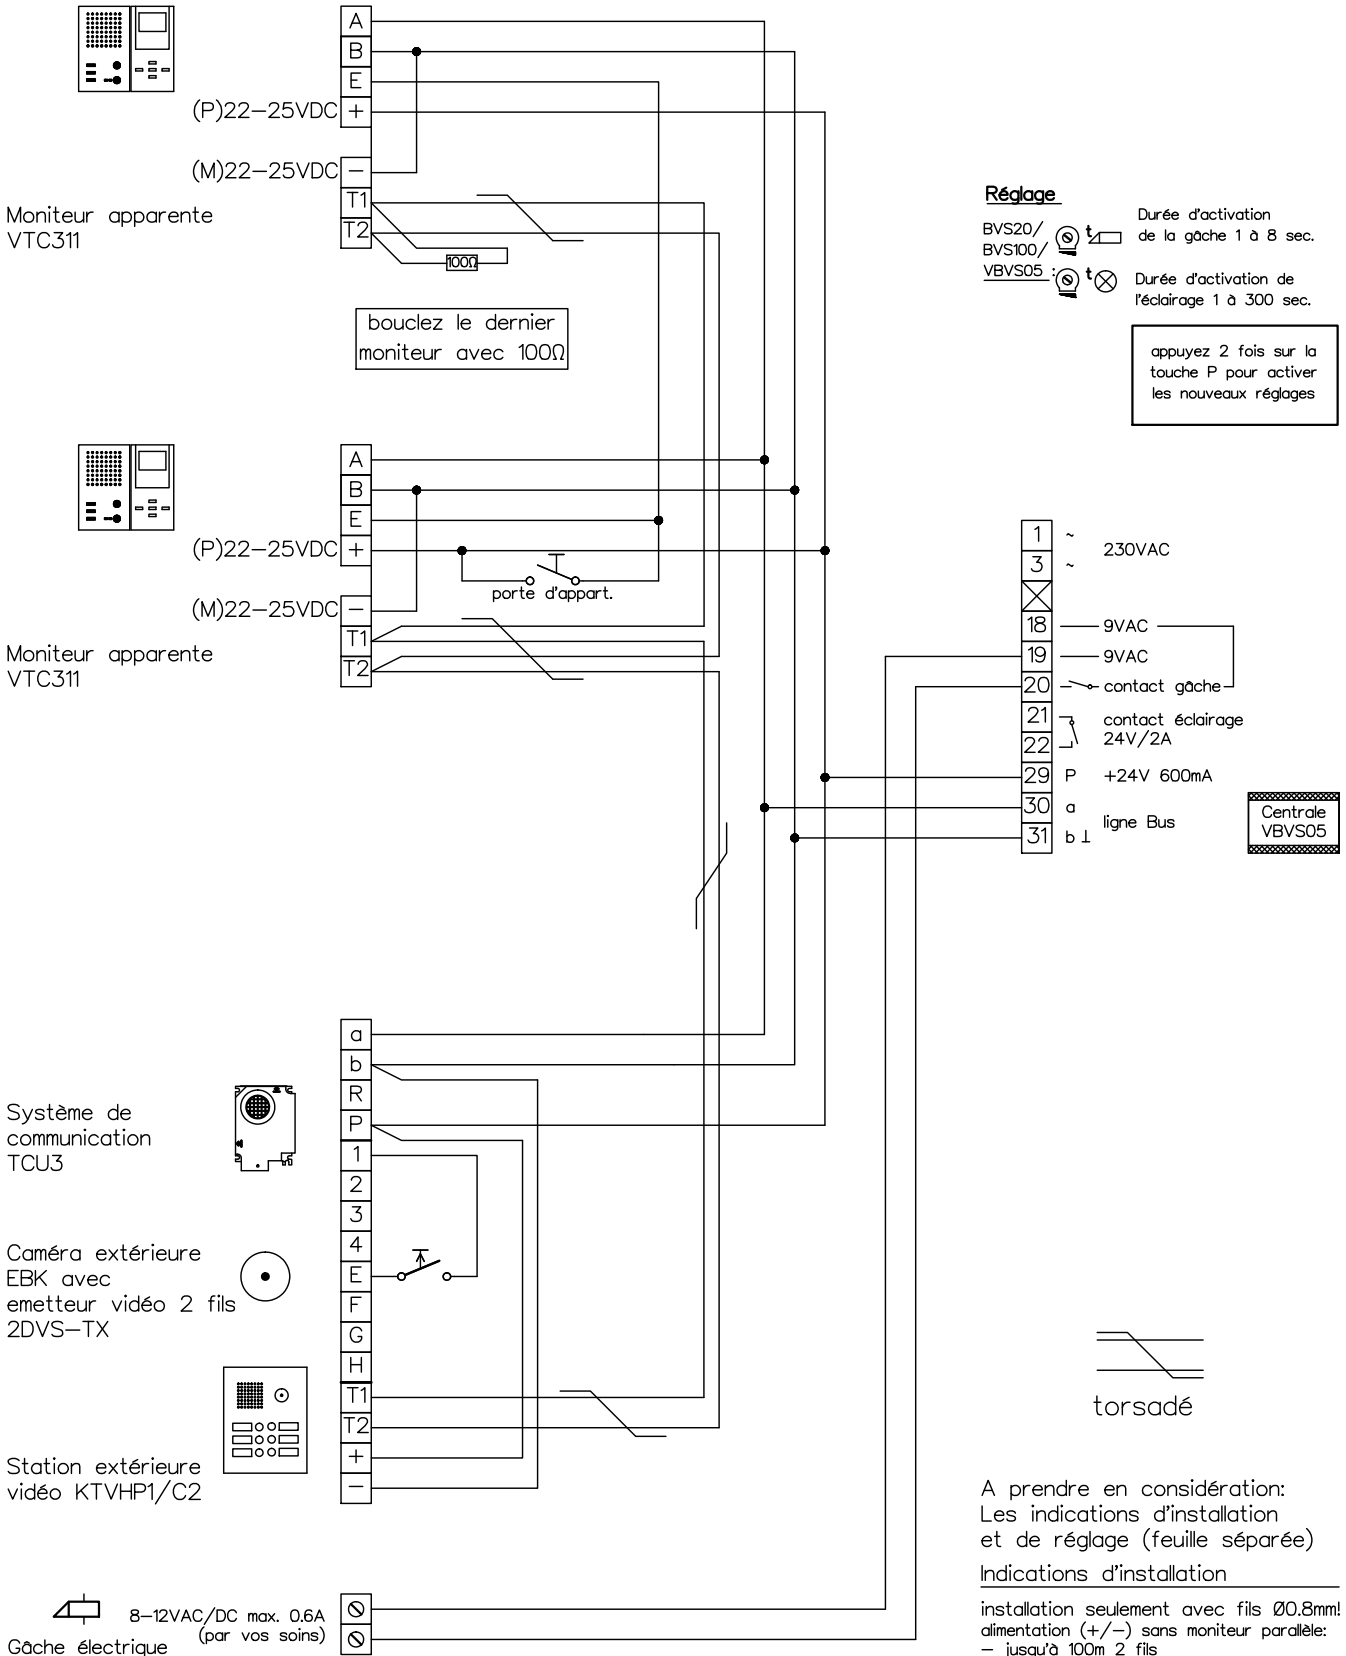 A
B
E
(P)22-25VDC +
(M)22-25VDC -
T1
T2
Moniteur apparente
VTC311
100Ω
bouclez le dernier
moniteur avec 100Ω
Réglage
BVS20/
BVS100/
VBVS05 :
t
Durée d'activation
de la gâche 1 à 8 sec.
t
Durée d'activation de
l'éclairage 1 à 300 sec.
appuyez 2 fois sur la
touche P pour activer
les nouveaux réglages
A
B
E
(P)22-25VDC +
porte d'appart.
(M)22-25VDC -
T1
T2
Moniteur apparente
VTC311
1 ~
230VAC
3 ~
18 9VAC
19 9VAC
20 contact gâche
21 contact éclairage
22 24V/2A
29 P +24V 600mA
30 a
ligne Bus
31 b ⊥
Centrale
VBVS05
a
b
R
P
1
2
3
4
E
F
G
H
T1
T2
+
-
Système de
communication
TCU3
Caméra extérieure
EBK avec
emetteur vidéo 2 fils
2DVS-TX
Station extérieure
vidéo KTVHP1/C2
8-12VAC/DC max. 0.6A
(par vos soins)
Gâche électrique
torsadé
A prendre en considération:
Les indications d'installation
et de réglage (feuille séparée)
Indications d'installation
installation seulement avec fils Ø0.8mm!
alimentation (+/-) sans moniteur parallèle:
- jusqu'à 100m 2 fils